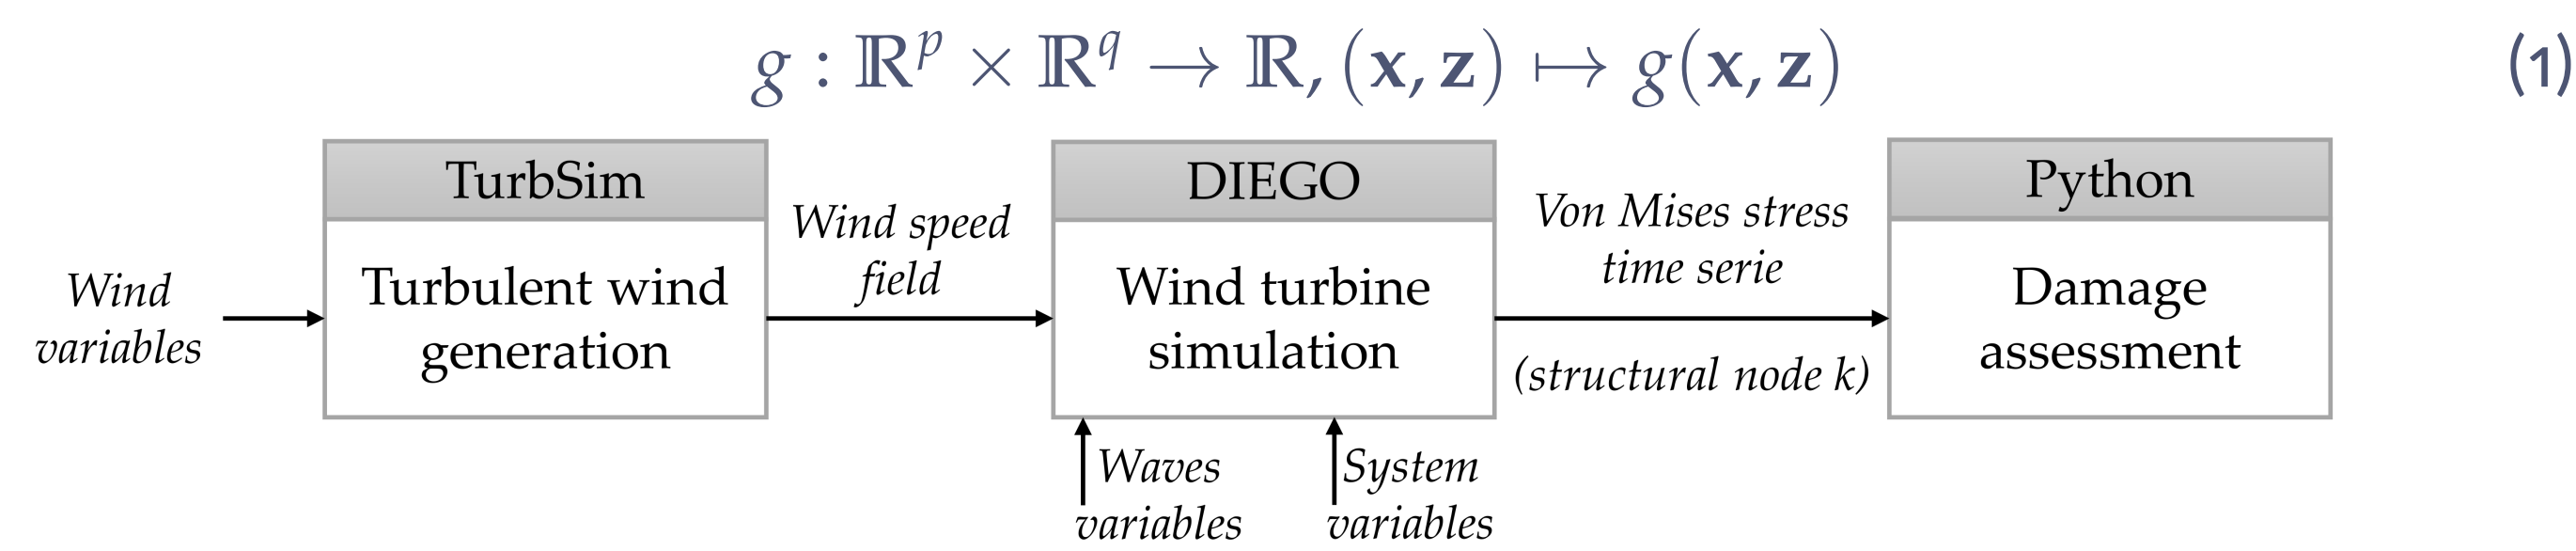 g : ℝ^p × ℝ^q → ℝ, (x, z) ↦ g(x, z) (1)
TurbSim
Turbulent wind
generation
Wind
variables
Wind speed
field
DIEGO
Wind turbine
simulation
Waves
variables
System
variables
Von Mises stress
time serie
(structural node k)
Python
Damage
assessment